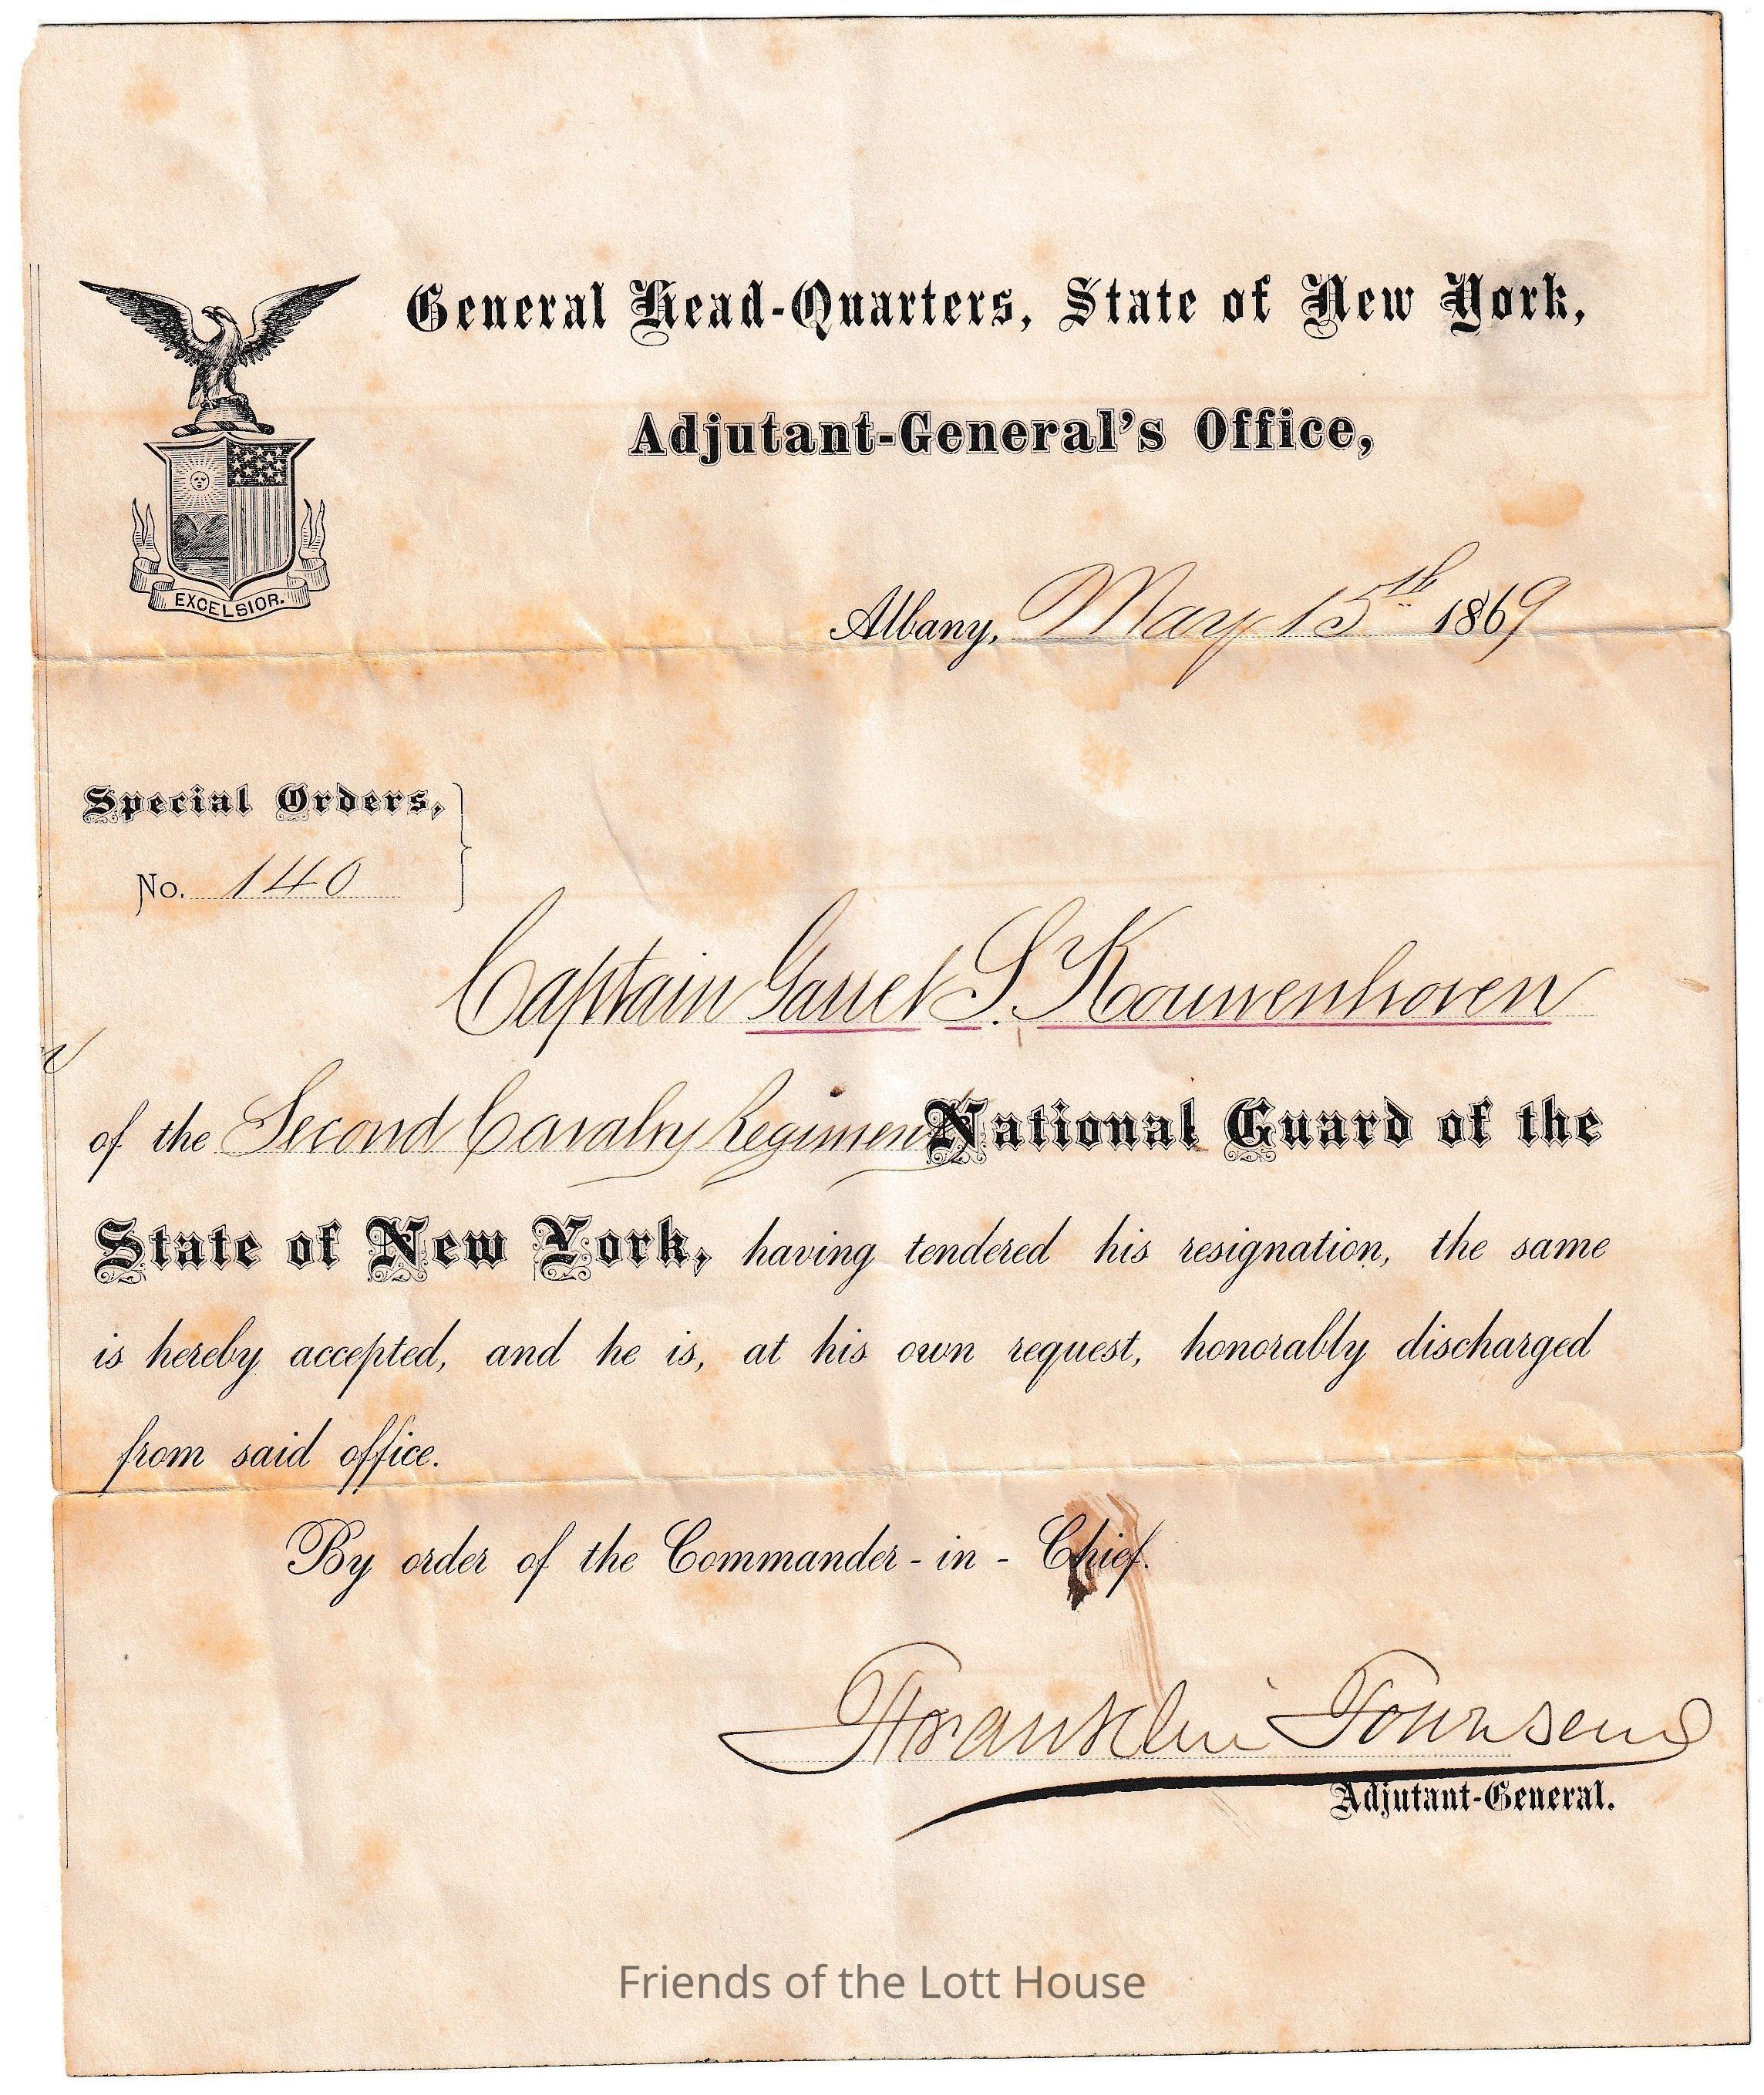 General Head-Quarters, State of New York,
Adjutant-General's Office,
EXCELSIOR.
Albany, May 15th 1869
Special Orders,
No. 140
Captain Garret S. Kouwenhoven
of the Second Cavalry Regiment National Guard of the
State of New York, having tendered his resignation, the same
is hereby accepted, and he is, at his own request, honorably discharged
from said office.
By order of the Commander-in-Chief.
Franklin Townsend
Adjutant-General.
Friends of the Lott House